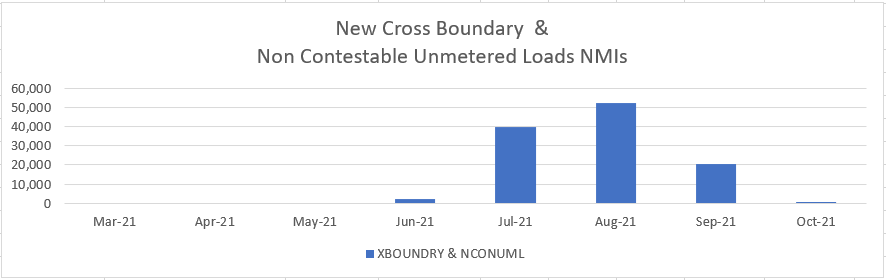 New Cross Boundary  &
Non Contestable Unmetered Loads NMIs
60,000
50,000
40,000
30,000
20,000
10,000
0
Mar-21 Apr-21 May-21 Jun-21 Jul-21 Aug-21 Sep-21 Oct-21
XBOUNDRY & NCONUML